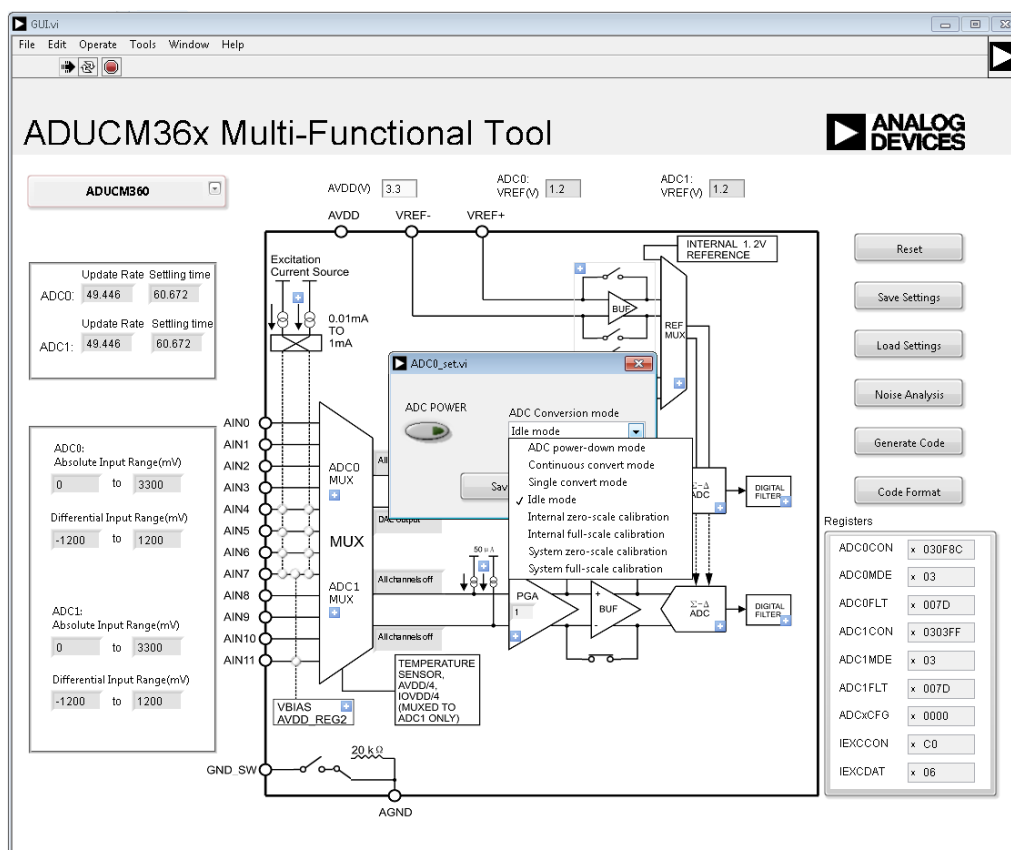 GUI.vi
File Edit Operate Tools Window Help
ADUCM36x Multi-Functional Tool
ANALOG
DEVICES
ADUCM360
AVDD(V) 3.3
ADC0:
VREF(V) 1.2
ADC1:
VREF(V) 1.2
AVDD VREF- VREF+
Update Rate Settling time
ADC0: 49.446 60.672
Update Rate Settling time
ADC1: 49.446 60.672
Excitation
Current Source
0.01mA
TO
1mA
INTERNAL 1.2V
REFERENCE
BUF
REF
MUX
Reset
Save Settings
Load Settings
Noise Analysis
Generate Code
Code Format
ADC0_set.vi
ADC POWER
ADC Conversion mode
Idle mode
ADC power-down mode
Continuous convert mode
Single convert mode
✓ Idle mode
Internal zero-scale calibration
Internal full-scale calibration
System zero-scale calibration
System full-scale calibration
ADC0:
Absolute Input Range(mV)
0 to 3300
Differential Input Range(mV)
-1200 to 1200
ADC1:
Absolute Input Range(mV)
0 to 3300
Differential Input Range(mV)
-1200 to 1200
AIN0
AIN1
AIN2
AIN3
AIN4
AIN5
AIN6
AIN7
AIN8
AIN9
AIN10
AIN11
ADC0
MUX
MUX
ADC1
MUX
All channels off
All channels off
50 μA
PGA
1
+
BUF
-
Σ-Δ
ADC
DIGITAL
FILTER
Σ-Δ
ADC
DIGITAL
FILTER
TEMPERATURE
SENSOR,
AVDD/4,
IOVDD/4
(MUXED TO
ADC1 ONLY)
VBIAS
AVDD_REG2
20 kΩ
GND_SW
AGND
Registers
ADC0CON x 030F8C
ADC0MDE x 03
ADC0FLT x 007D
ADC1CON x 0303FF
ADC1MDE x 03
ADC1FLT x 007D
ADCxCFG x 0000
IEXCCON x C0
IEXCDAT x 06